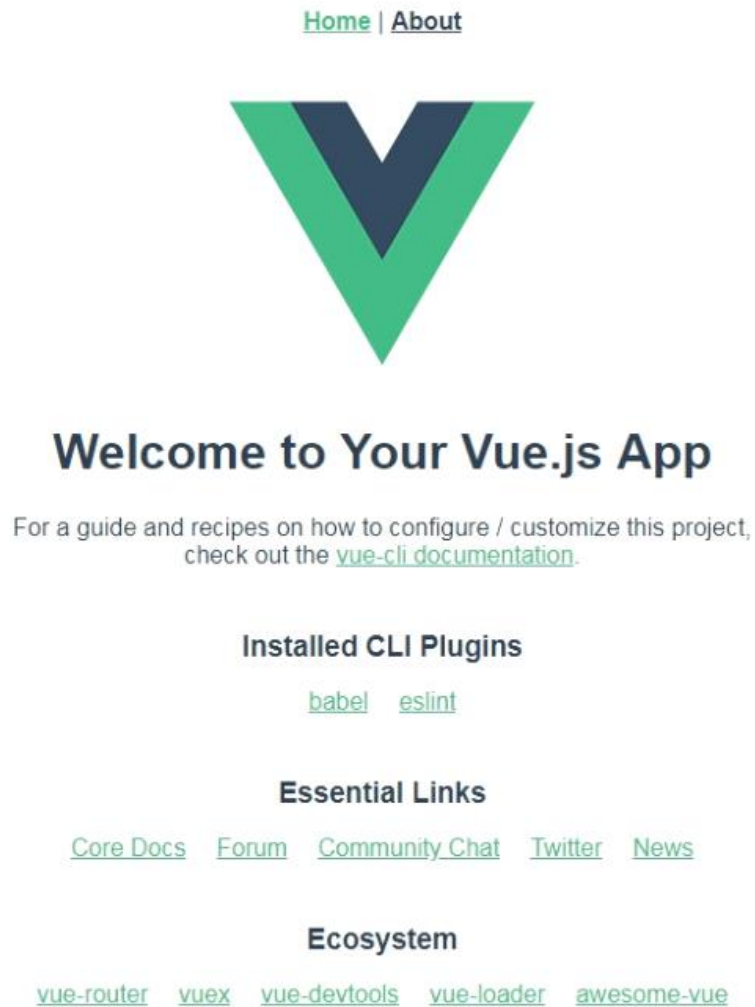 Home | About
Welcome to Your Vue.js App
For a guide and recipes on how to configure / customize this project,
check out the vue-cli documentation.
Installed CLI Plugins
babel eslint
Essential Links
Core Docs Forum Community Chat Twitter News
Ecosystem
vue-router vuex vue-devtools vue-loader awesome-vue